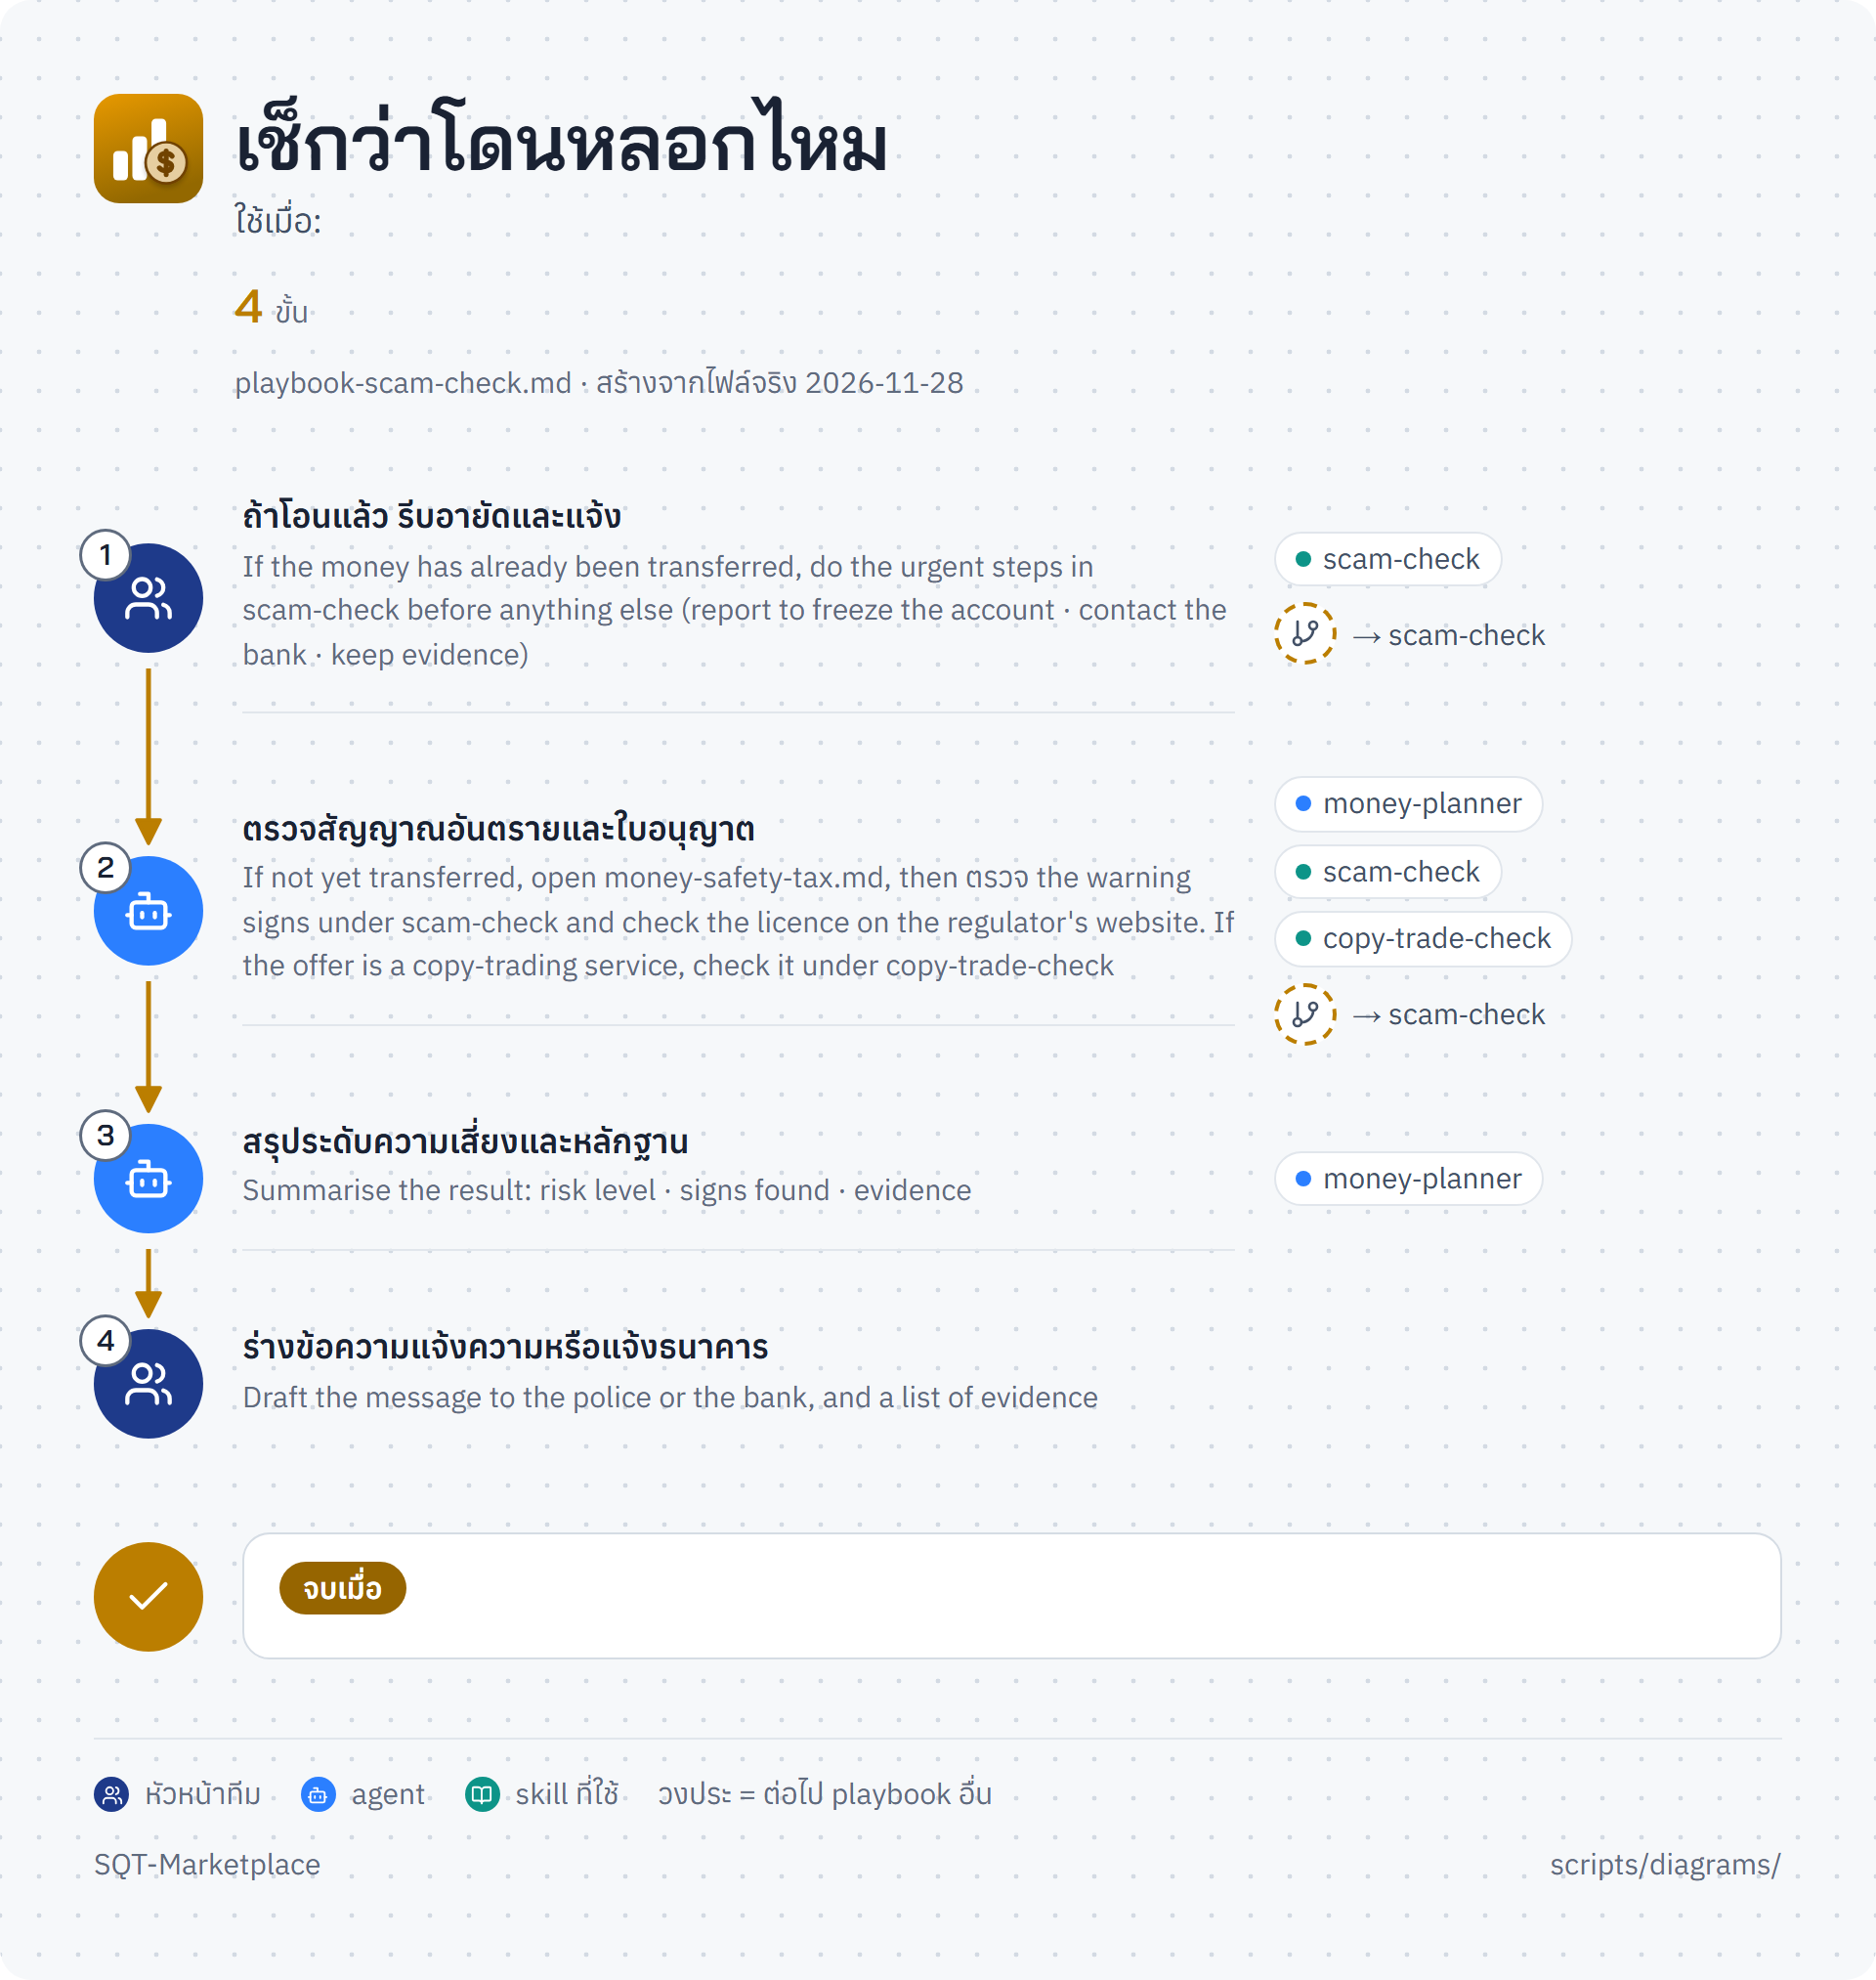 เช็กว่าโดนหลอกไหม
ใช้เมื่อ:
4 ขั้น
playbook-scam-check.md · สร้างจากไฟล์จริง 2026-11-28
1
ถ้าโอนแล้ว รีบอายัดและแจ้ง
If the money has already been transferred, do the urgent steps in
scam-check before anything else (report to freeze the account · contact the
bank · keep evidence)
scam-check
→ scam-check
2
ตรวจสัญญาณอันตรายและใบอนุญาต
If not yet transferred, open money-safety-tax.md, then ตรวจ the warning
signs under scam-check and check the licence on the regulator's website. If
the offer is a copy-trading service, check it under copy-trade-check
money-planner
scam-check
copy-trade-check
→ scam-check
3
สรุประดับความเสี่ยงและหลักฐาน
Summarise the result: risk level · signs found · evidence
money-planner
4
ร่างข้อความแจ้งความหรือแจ้งธนาคาร
Draft the message to the police or the bank, and a list of evidence
จบเมื่อ
หัวหน้าทีม agent skill ที่ใช้ วงประ = ต่อไป playbook อื่น
SQT-Marketplace scripts/diagrams/